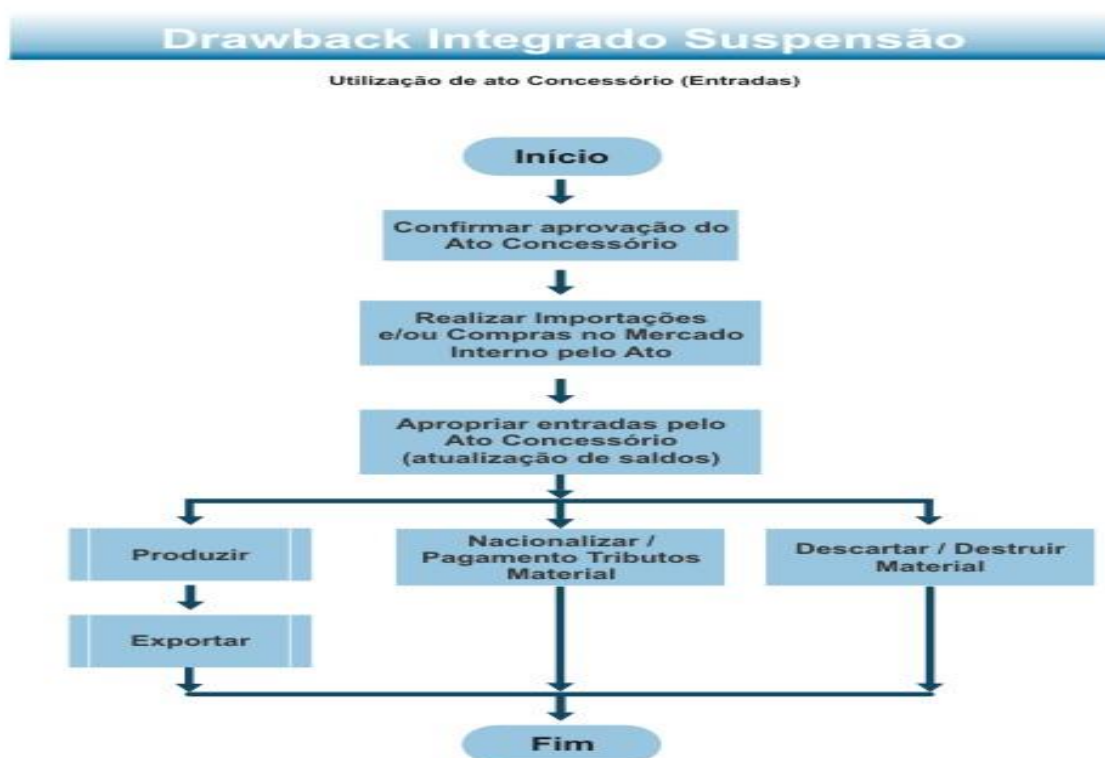 Drawback Integrado Suspensão
Utilização de ato Concessório (Entradas)
Início
Confirmar aprovação do
Ato Concessório
Realizar Importações
e/ou Compras no Mercado
Interno pelo Ato
Apropriar entradas pelo
Ato Concessório
(atualização de saldos)
Produzir
Nacionalizar /
Pagamento Tributos
Material
Descartar / Destruir
Material
Exportar
Fim